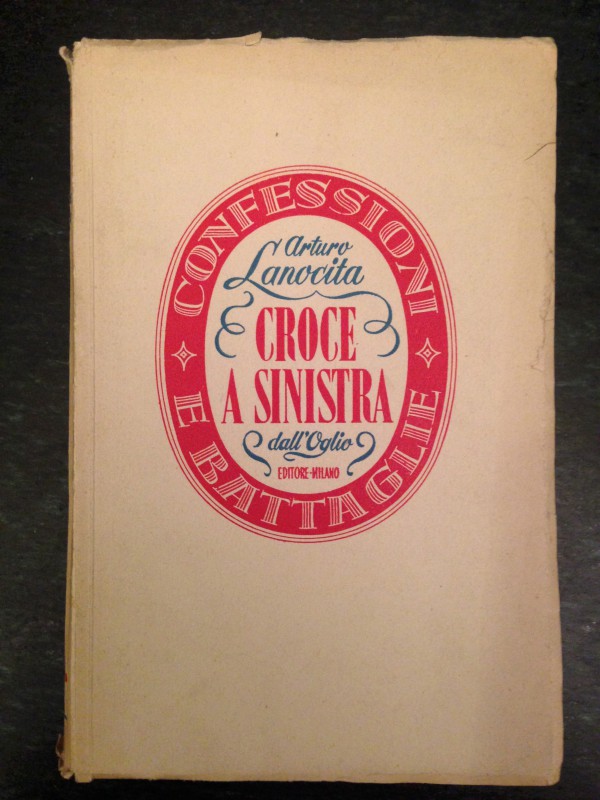 CONFESSIONI
Arturo
Lanocita
CROCE
A SINISTRA
dall'Oglio
EDITORE-MILANO
E BATTAGLIE